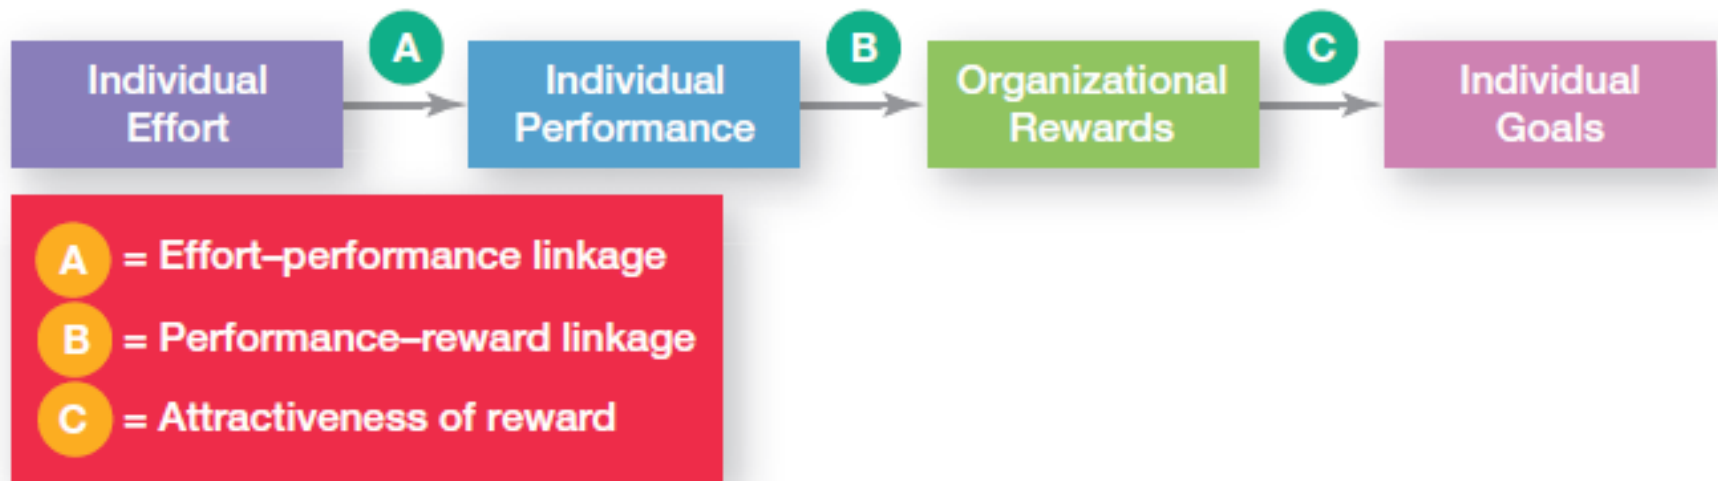 A
B
C
Individual
Effort
Individual
Performance
Organizational
Rewards
Individual
Goals
A = Effort–performance linkage
B = Performance–reward linkage
C = Attractiveness of reward